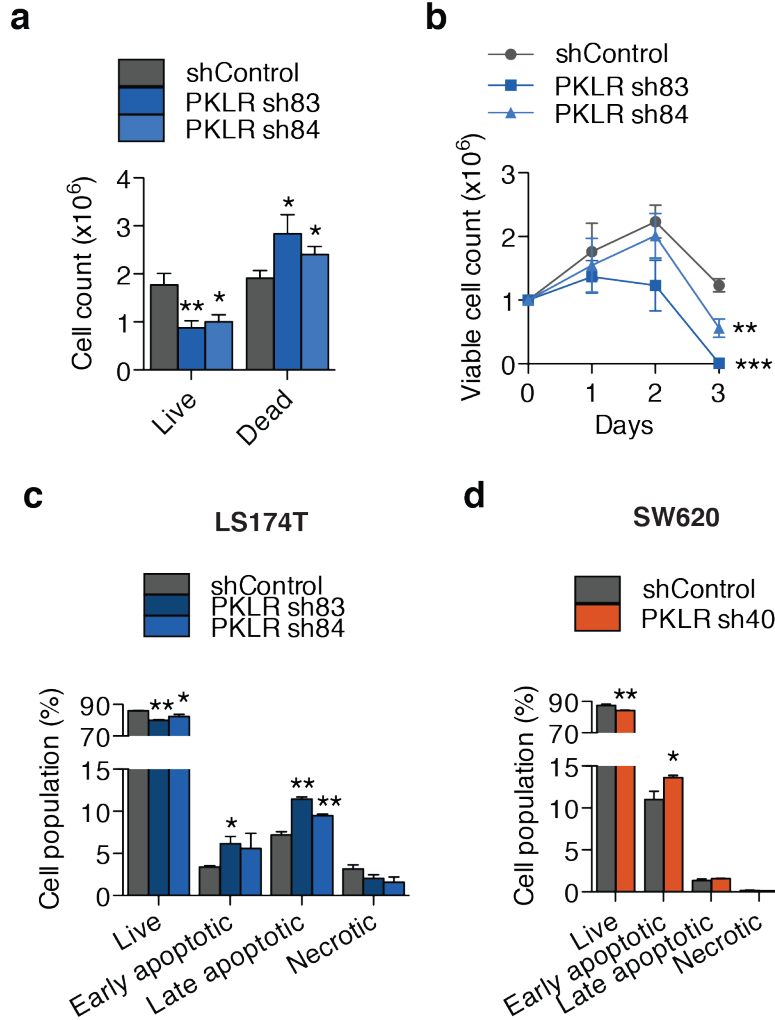 a
shControl
PKLR sh83
PKLR sh84
Cell count (x10⁶)
4
3
2
1
0
**
*
*
*
Live
Dead
b
shControl
PKLR sh83
PKLR sh84
Viable cell count (x10⁶)
3
2
1
0
**
***
0 1 2 3
Days
c
LS174T
shControl
PKLR sh83
PKLR sh84
Cell population (%)
90
70
15
10
5
0
**
*
*
**
**
Live
Early apoptotic
Late apoptotic
Necrotic
d
SW620
shControl
PKLR sh40
Cell population (%)
90
70
15
10
5
0
**
*
Live
Early apoptotic
Late apoptotic
Necrotic